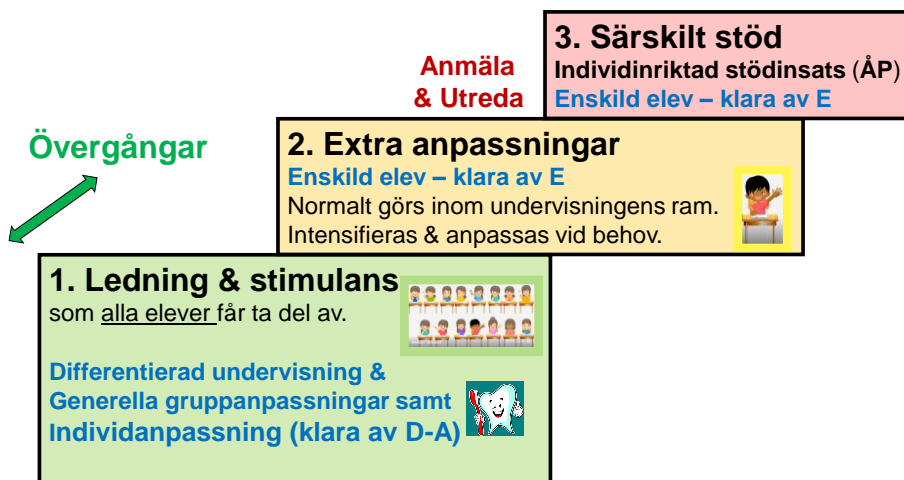 3. Särskilt stöd
Individinriktad stödinsats (ÅP)
Enskild elev – klara av E
Anmäla
& Utreda
Övergångar
2. Extra anpassningar
Enskild elev – klara av E
Normalt görs inom undervisningens ram.
Intensifieras & anpassas vid behov.
1. Ledning & stimulans
som alla elever får ta del av.
Differentierad undervisning &
Generella gruppanpassningar samt
Individanpassning (klara av D-A)